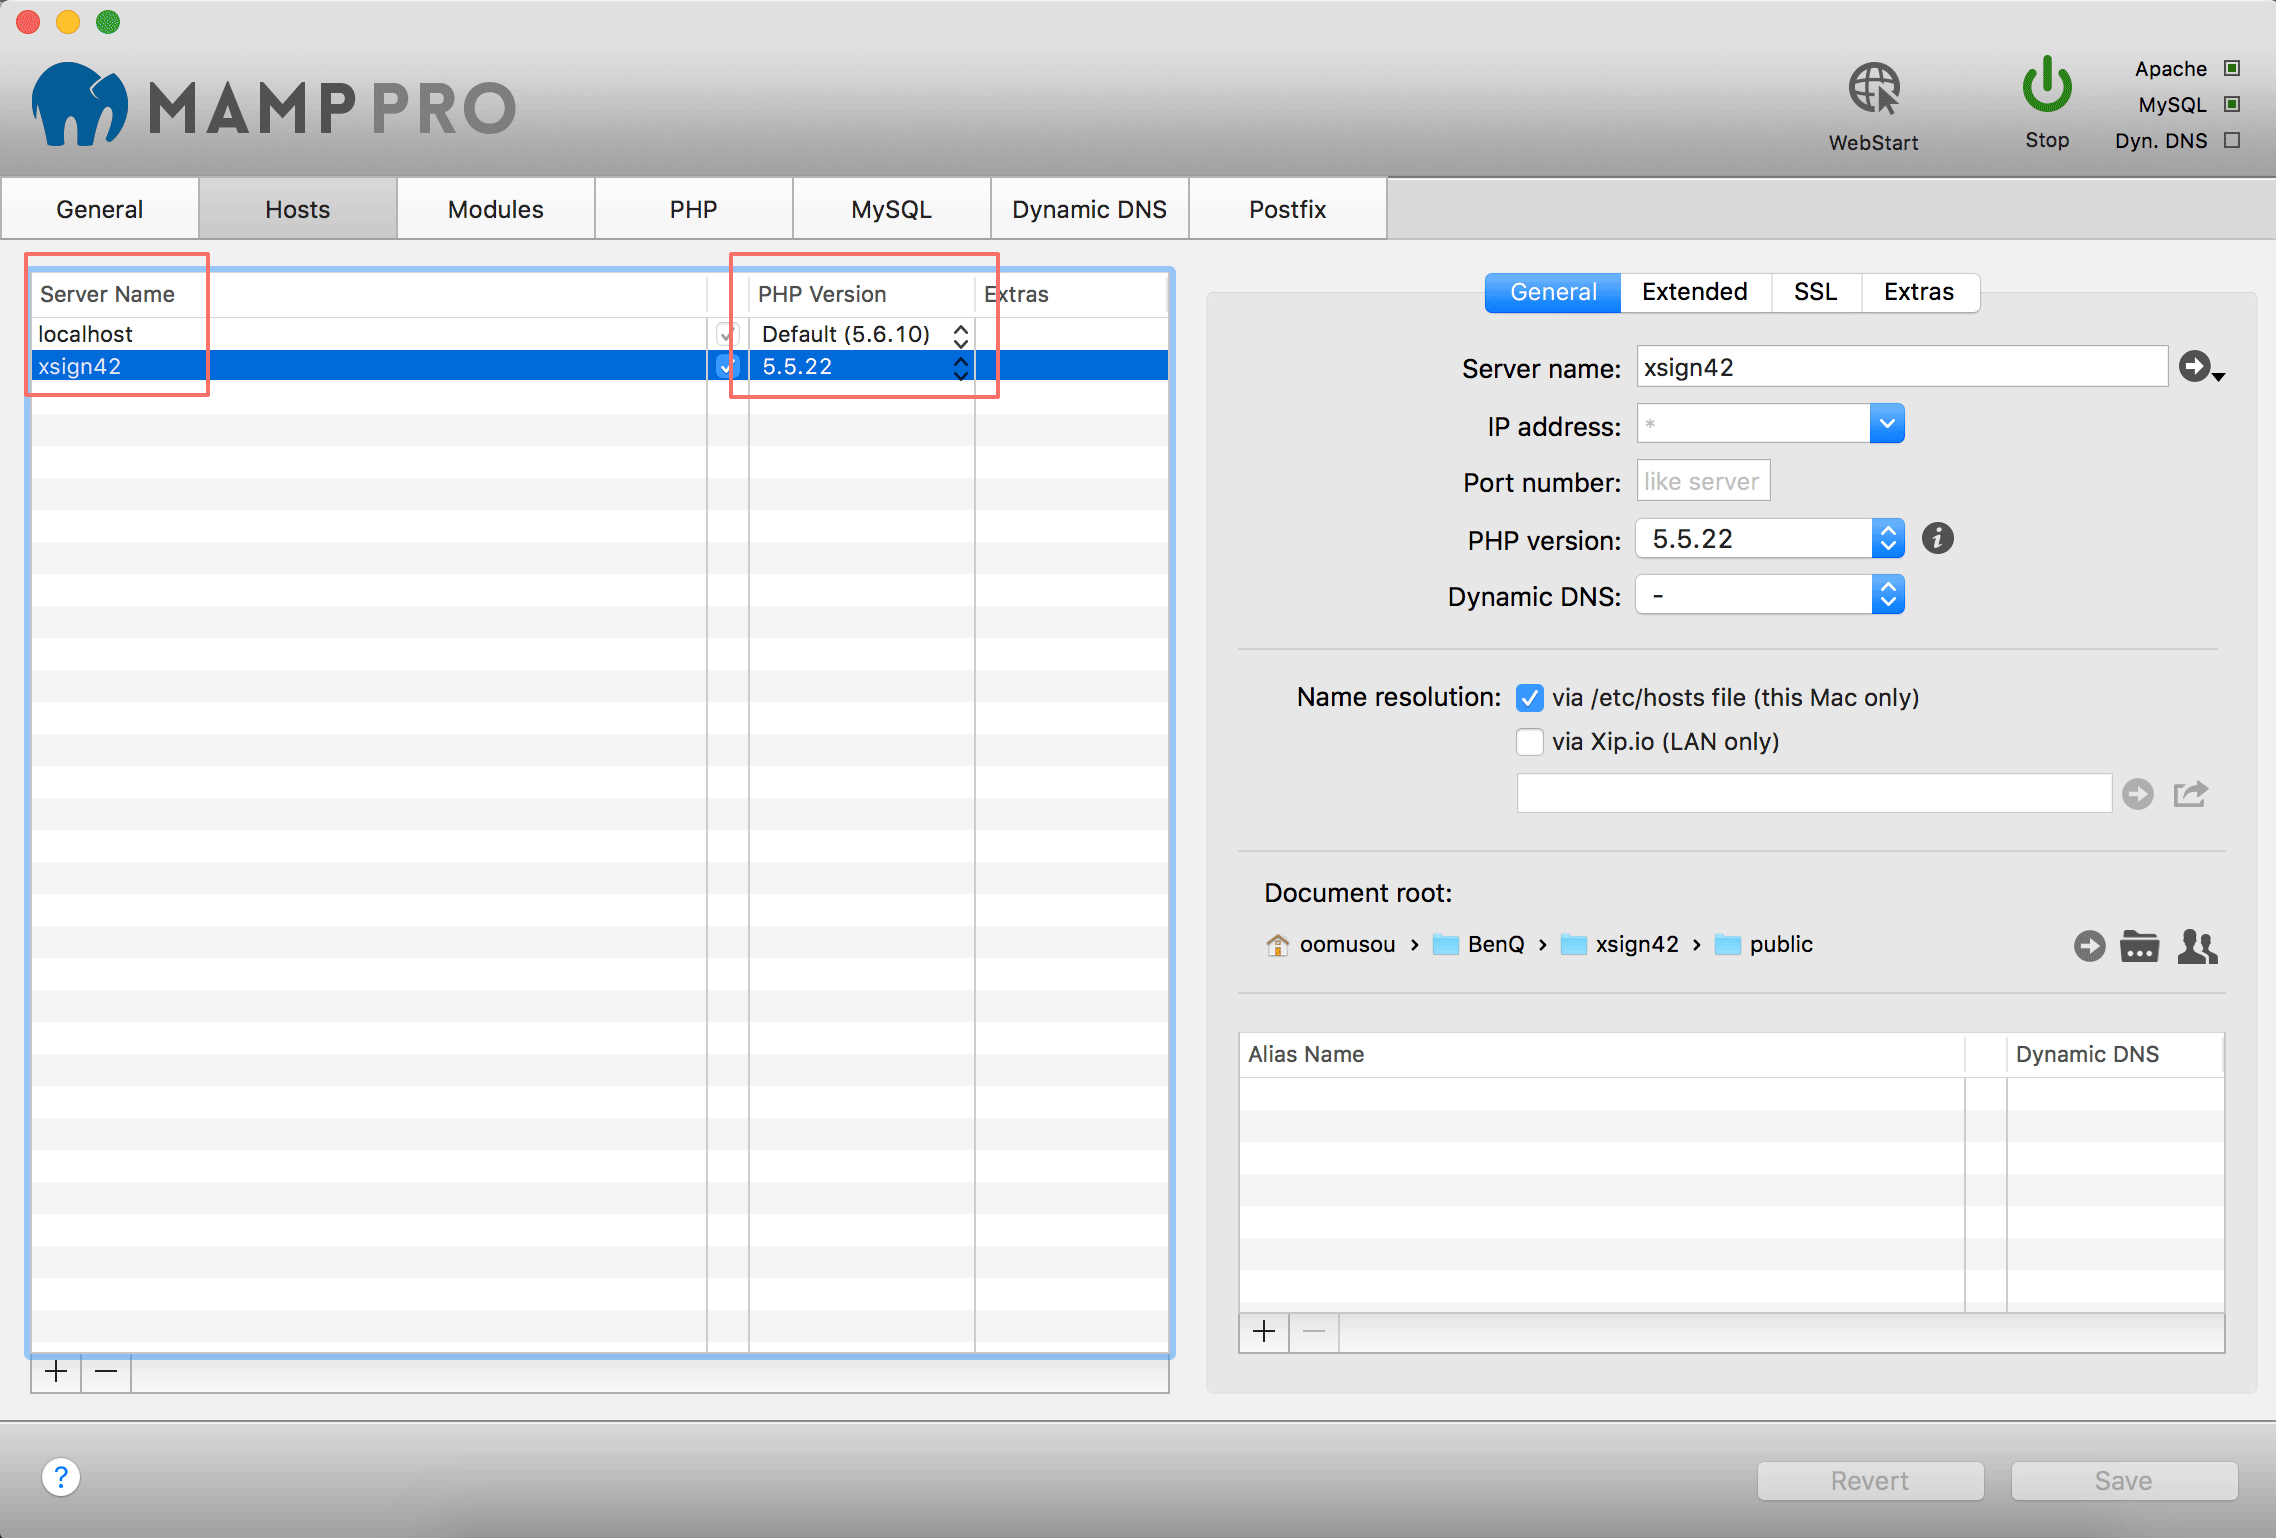 MAMP PRO
WebStart
Stop
Apache
MySQL
Dyn. DNS
General
Hosts
Modules
PHP
MySQL
Dynamic DNS
Postfix
Server Name
PHP Version
Extras
localhost
Default (5.6.10)
xsign42
5.5.22
General
Extended
SSL
Extras
Server name:
xsign42
IP address:
*
Port number:
like server
PHP version:
5.5.22
Dynamic DNS:
-
Name resolution:
via /etc/hosts file (this Mac only)
via Xip.io (LAN only)
Document root:
oomusou › BenQ › xsign42 › public
Alias Name
Dynamic DNS
?
Revert
Save